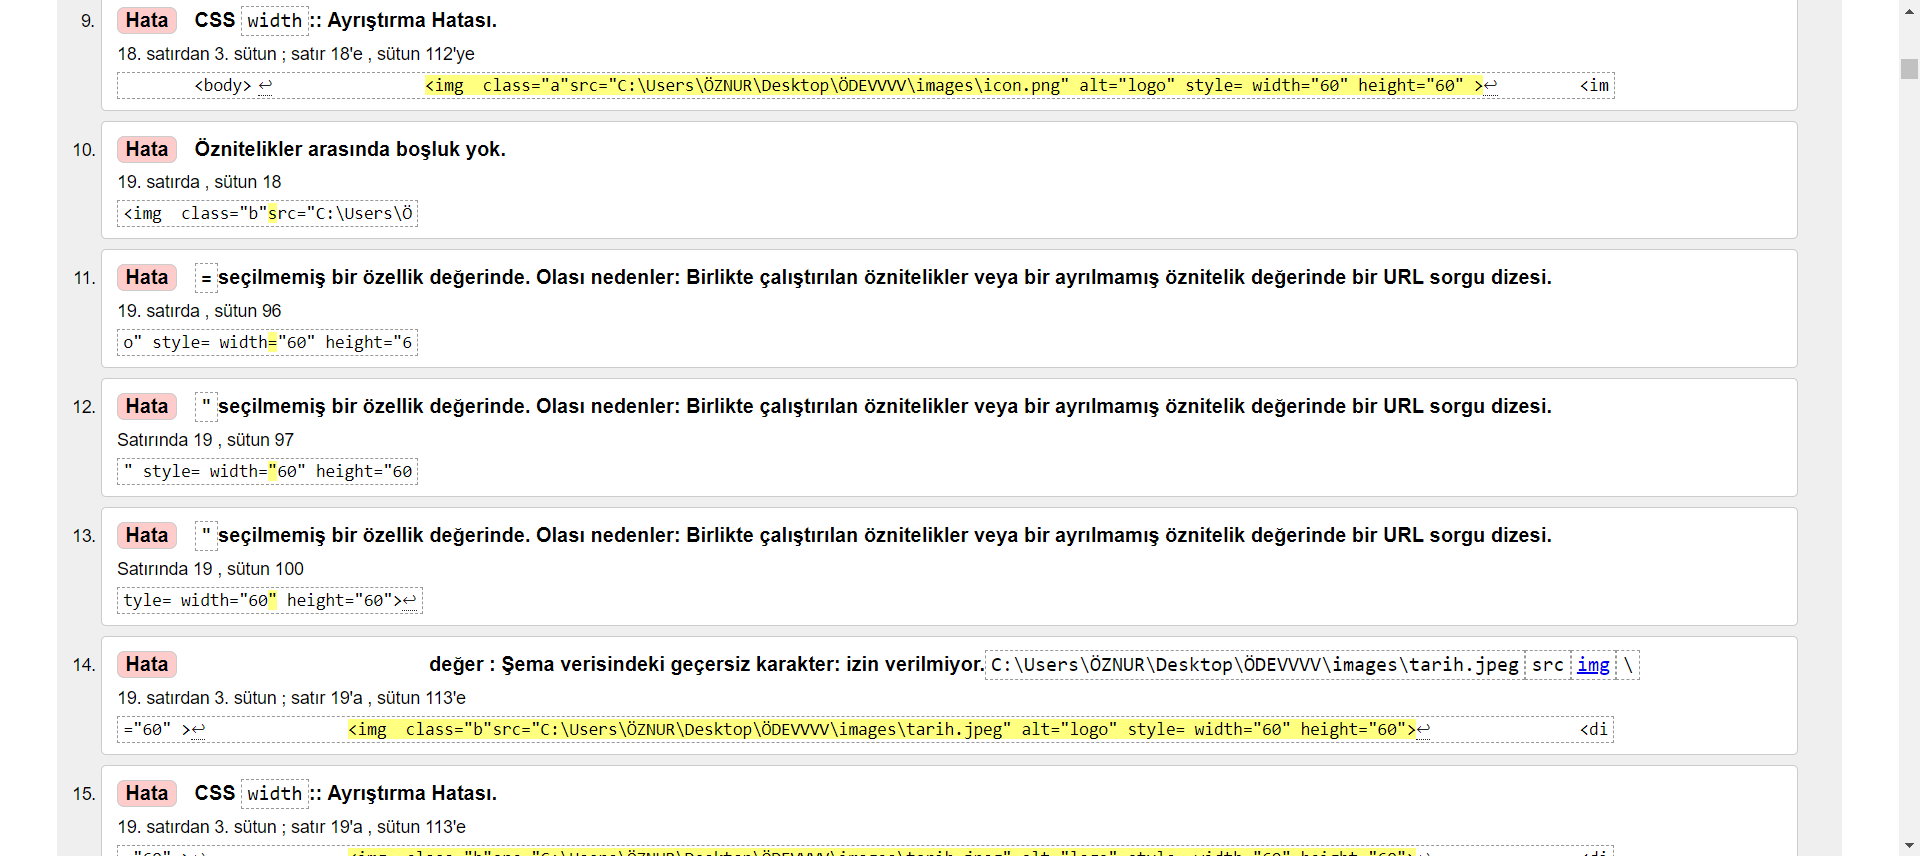 9. Hata CSS width :: Ayrıştırma Hatası.
18. satırdan 3. sütun ; satır 18'e , sütun 112'ye
<body> ↩ <img  class="a"src="C:\Users\ÖZNUR\Desktop\ÖDEVVVV\images\icon.png" alt="logo" style= width="60" height="60" >↩ <im
10. Hata Öznitelikler arasında boşluk yok.
19. satırda , sütun 18
<img  class="b"src="C:\Users\Ö
11. Hata = seçilmemiş bir özellik değerinde. Olası nedenler: Birlikte çalıştırılan öznitelikler veya bir ayrılmamış öznitelik değerinde bir URL sorgu dizesi.
19. satırda , sütun 96
o" style= width="60" height="6
12. Hata " seçilmemiş bir özellik değerinde. Olası nedenler: Birlikte çalıştırılan öznitelikler veya bir ayrılmamış öznitelik değerinde bir URL sorgu dizesi.
Satırında 19 , sütun 97
" style= width="60" height="60
13. Hata " seçilmemiş bir özellik değerinde. Olası nedenler: Birlikte çalıştırılan öznitelikler veya bir ayrılmamış öznitelik değerinde bir URL sorgu dizesi.
Satırında 19 , sütun 100
tyle= width="60" height="60">↩
14. Hata değer : Şema verisindeki geçersiz karakter: izin verilmiyor. C:\Users\ÖZNUR\Desktop\ÖDEVVVV\images\tarih.jpeg src img \
19. satırdan 3. sütun ; satır 19'a , sütun 113'e
="60" >↩ <img  class="b"src="C:\Users\ÖZNUR\Desktop\ÖDEVVVV\images\tarih.jpeg" alt="logo" style= width="60" height="60">↩ <di
15. Hata CSS width :: Ayrıştırma Hatası.
19. satırdan 3. sütun ; satır 19'a , sütun 113'e